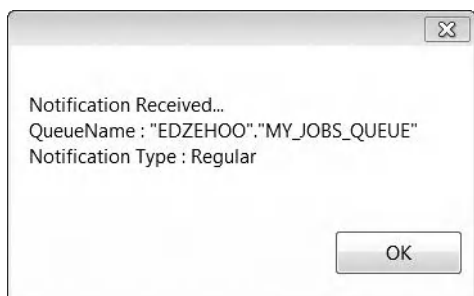 Notification Received...
QueueName : "EDZEHOO"."MY_JOBS_QUEUE"
Notification Type : Regular
OK